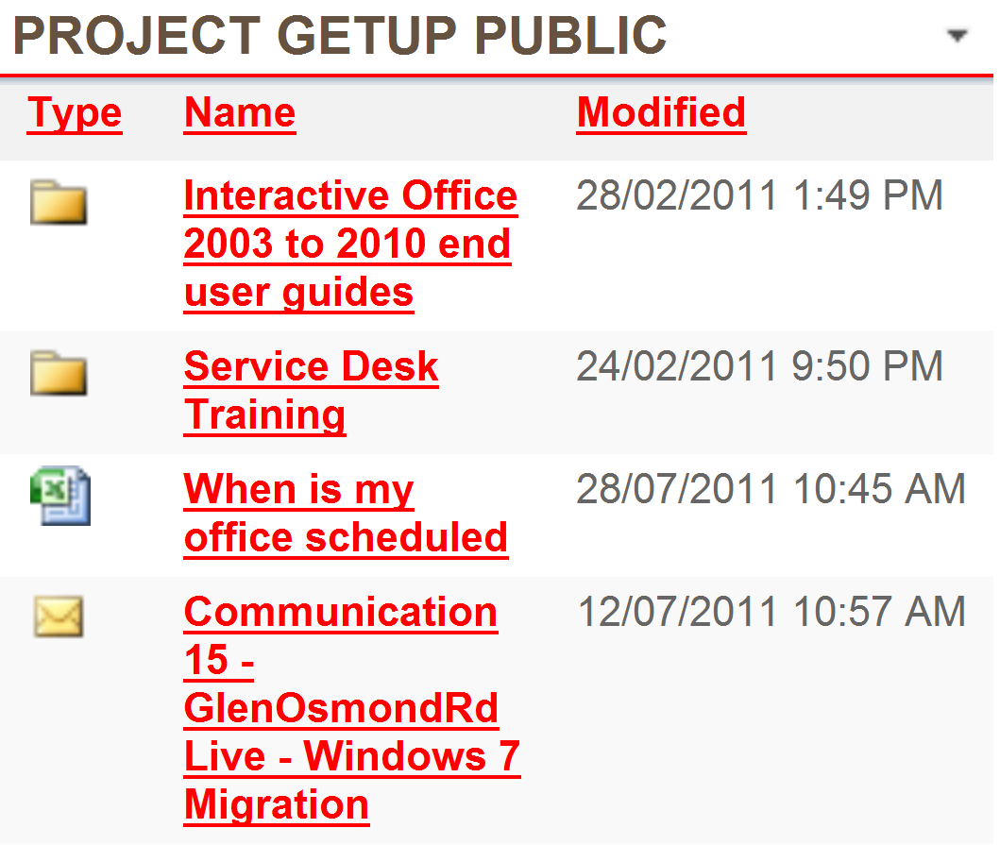 PROJECT GETUP PUBLIC
Type Name Modified
Interactive Office 28/02/2011 1:49 PM
2003 to 2010 end
user guides
Service Desk 24/02/2011 9:50 PM
Training
When is my 28/07/2011 10:45 AM
office scheduled
Communication 12/07/2011 10:57 AM
15 -
GlenOsmondRd
Live - Windows 7
Migration